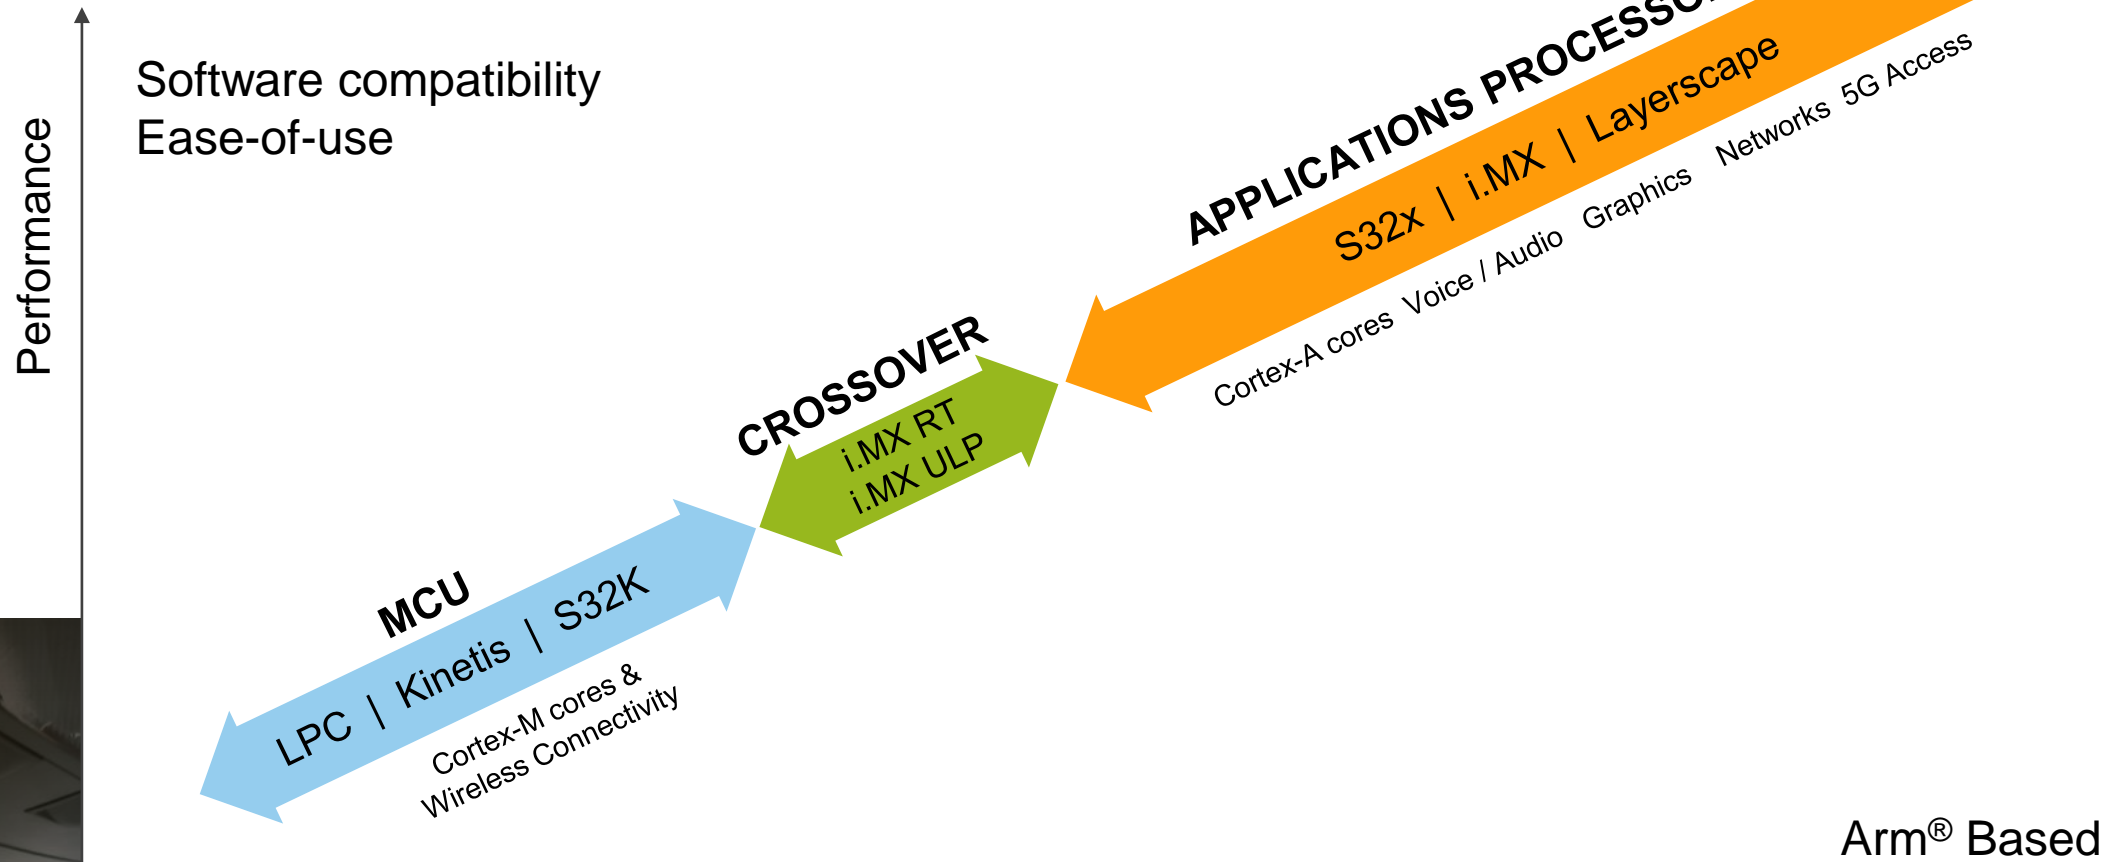 Performance
Software compatibility
Ease-of-use
APPLICATIONS
S32x | i.MX | Layerscape
Cortex-A cores Voice / Audio Graphics Networks 5G Access
CROSSOVER
i.MX RT
i.MX ULP
MCU
LPC | Kinetis | S32K
Cortex-M cores &
Wireless Connectivity
Arm® Based